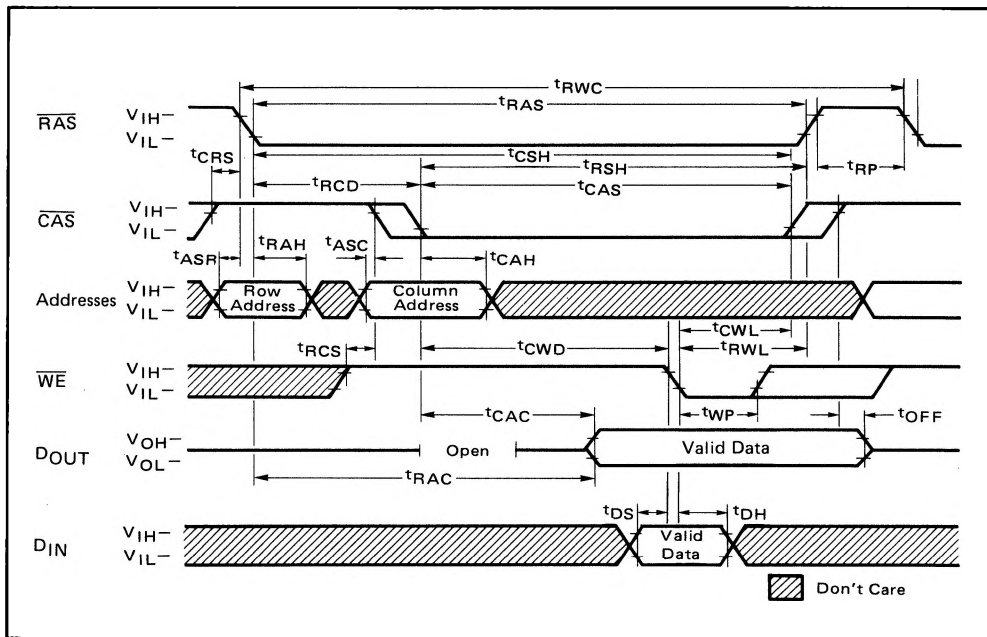 tRWC
tRAS
RAS
VIH–
VIL–
tCRS
tCSH
tRSH
tRP
tRCD
tCAS
CAS
VIH–
VIL–
tASR
tRAH
tASC
tCAH
Addresses
VIH–
VIL–
Row
Address
Column
Address
tCWL
tRCS
tCWD
tRWL
WE
VIH–
VIL–
tCAC
tWP
tOFF
DOUT
VOH–
VOL–
Open
Valid Data
tRAC
tDS
tDH
DIN
VIH–
VIL–
Valid
Data
Don't Care